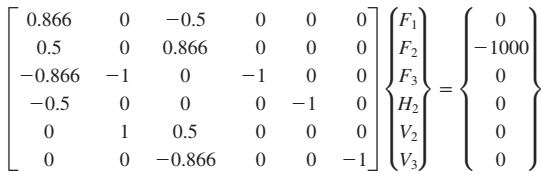 0.866 0 −0.5 0 0 0 F1 0
0.5 0 0.866 0 0 0 F2 −1000
−0.866 −1 0 −1 0 0 F3 0
−0.5 0 0 0 −1 0 H2 = 0
0 1 0.5 0 0 0 V2 0
0 0 −0.866 0 0 −1 V3 0